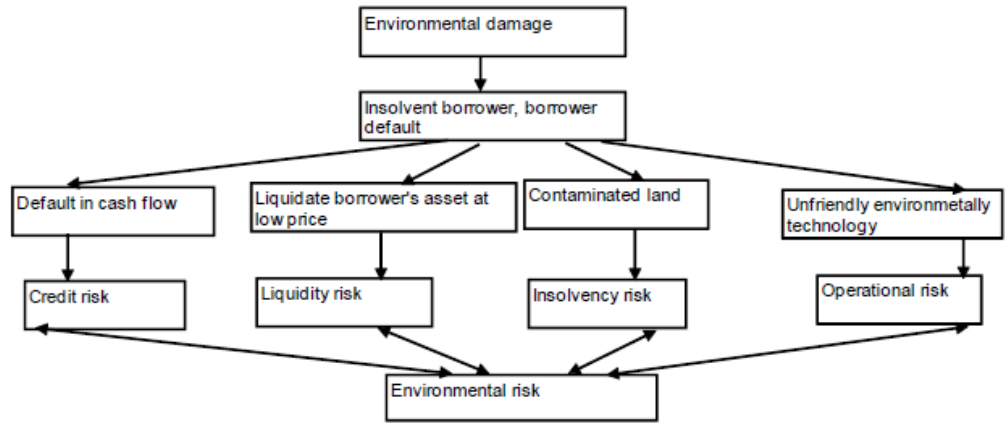 Environmental damage
Insolvent borrower, borrower
default
Default in cash flow
Liquidate borrower's asset at
low price
Contaminated land
Unfriendly environmetally
technology
Credit risk
Liquidity risk
Insolvency risk
Operational risk
Environmental risk